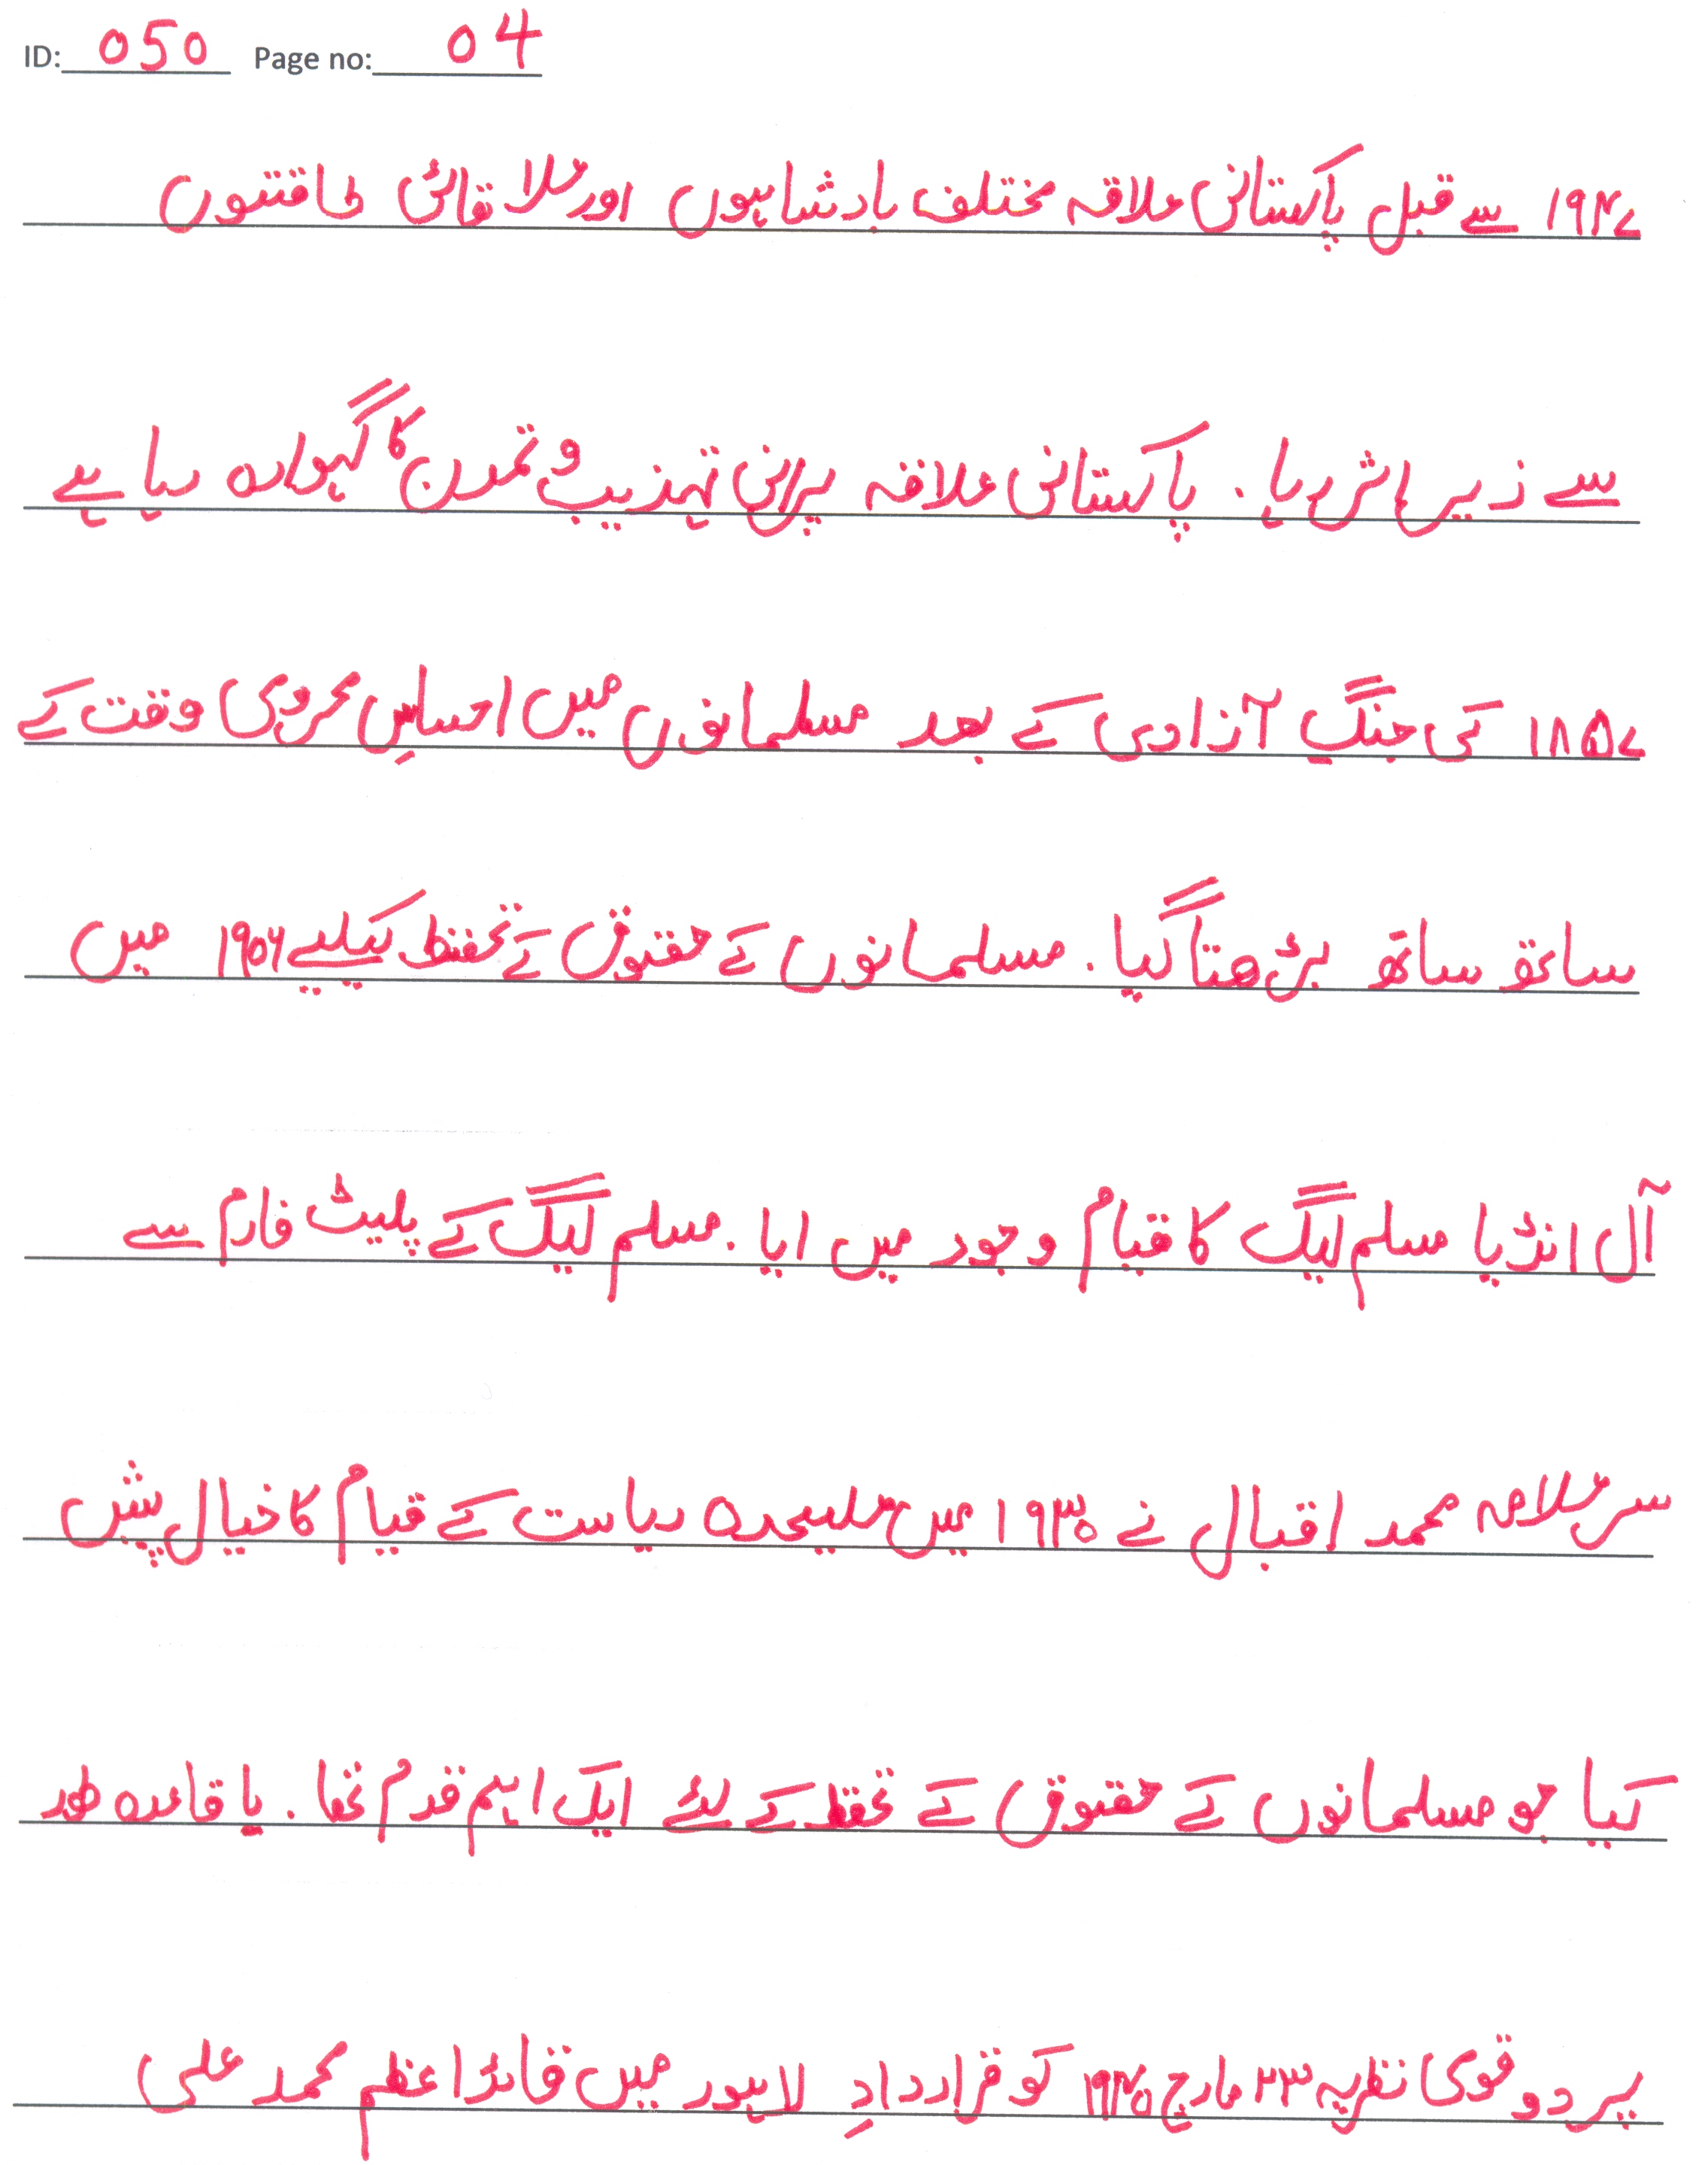 ID: 050 Page no: 04
۱۹۴۷ سے قبل پاکستانی علاقہ مختلف بادشاہوں اور علاقائی طاقتوں
سے زیر اثر رہا۔ پاکستانی علاقہ پرانی تہذیب و تمدن کا گہوارہ رہا ہے
۱۸۵۷ کی جنگِ آزادی کے بعد مسلمانوں میں احساسِ محرومی وقت کے
ساتھ ساتھ بڑھتا گیا۔ مسلمانوں کے حقوق کے تحفظ کیلیے ۱۹۰۶ میں
آل انڈیا مسلم لیگ کا قیام وجود میں ایا۔ مسلم لیگ کے پلیٹ فارم سے
سر علامہ محمد اقبال نے ۱۹۳۰ میں علیحدہ ریاست کے قیام کا خیال پیش
کیا جو مسلمانوں کے حقوق کے تحفظ کے لئے ایک اہم قدم تھا۔ باقاعدہ طور
پر دو قومی نظریہ ۲۳ مارچ ۱۹۴۰ کو قراردادِ لاہور میں قائداعظم محمد علی